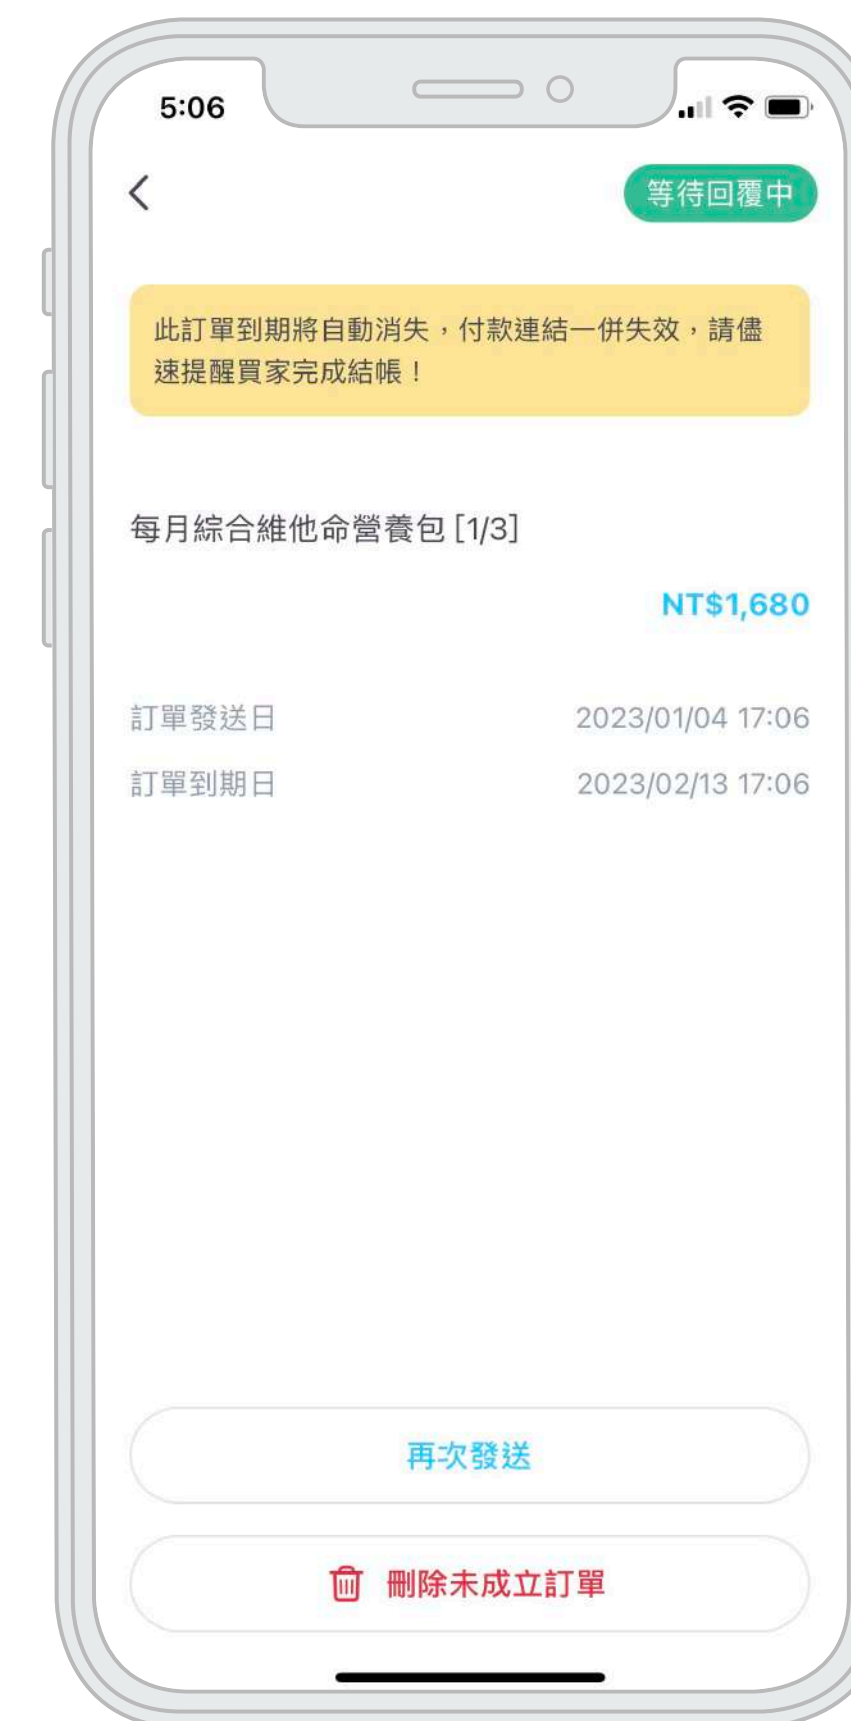 5:06
等待回覆中
此訂單到期將自動消失，付款連結一併失效，請儘
速提醒買家完成結帳！
每月綜合維他命營養包 [1/3]
NT$1,680
訂單發送日 2023/01/04 17:06
訂單到期日 2023/02/13 17:06
再次發送
刪除未成立訂單